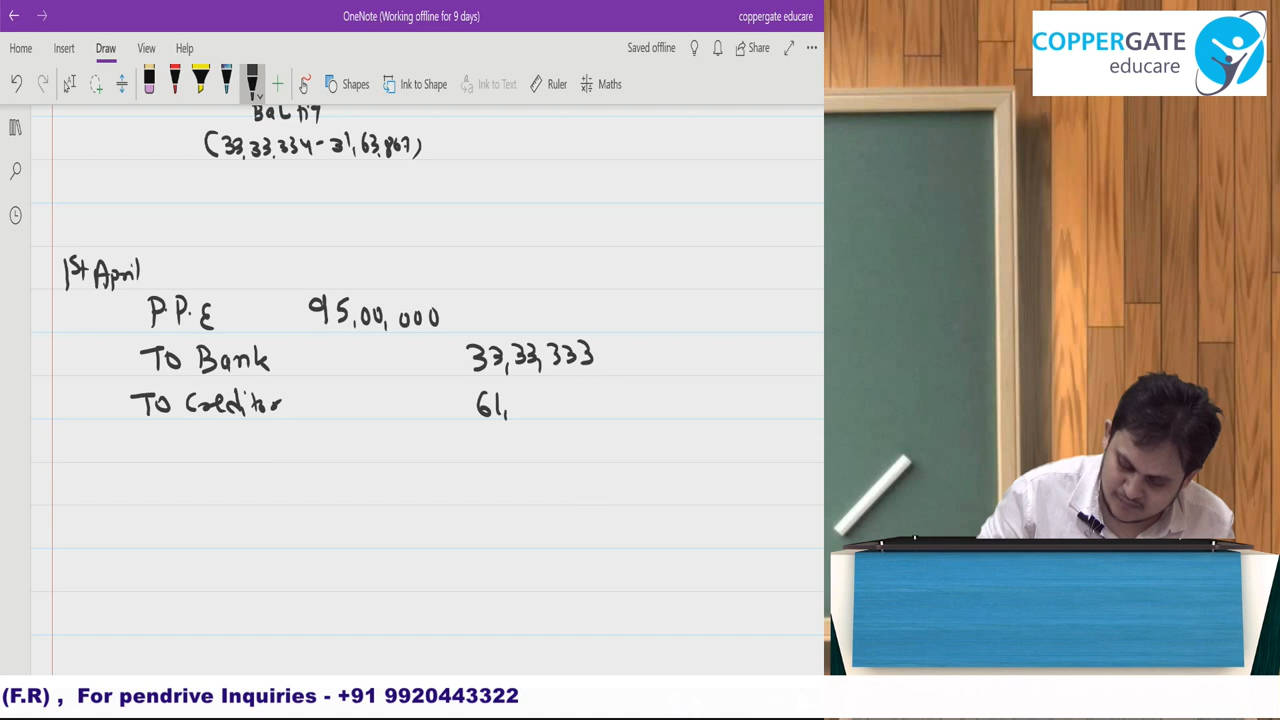 OneNote (Working offline for 9 days)
coppergate educare
Home Insert Draw View Help
Saved offline Share
Shapes Ink to Shape Ink to Text Ruler Maths
COPPERGATE
educare
(33,33,334 - 31,63,867)
1st April
P.P.E 95,00,000
To Bank 33,33,333
To Creditor 61,
(F.R) , For pendrive Inquiries - +91 9920443322